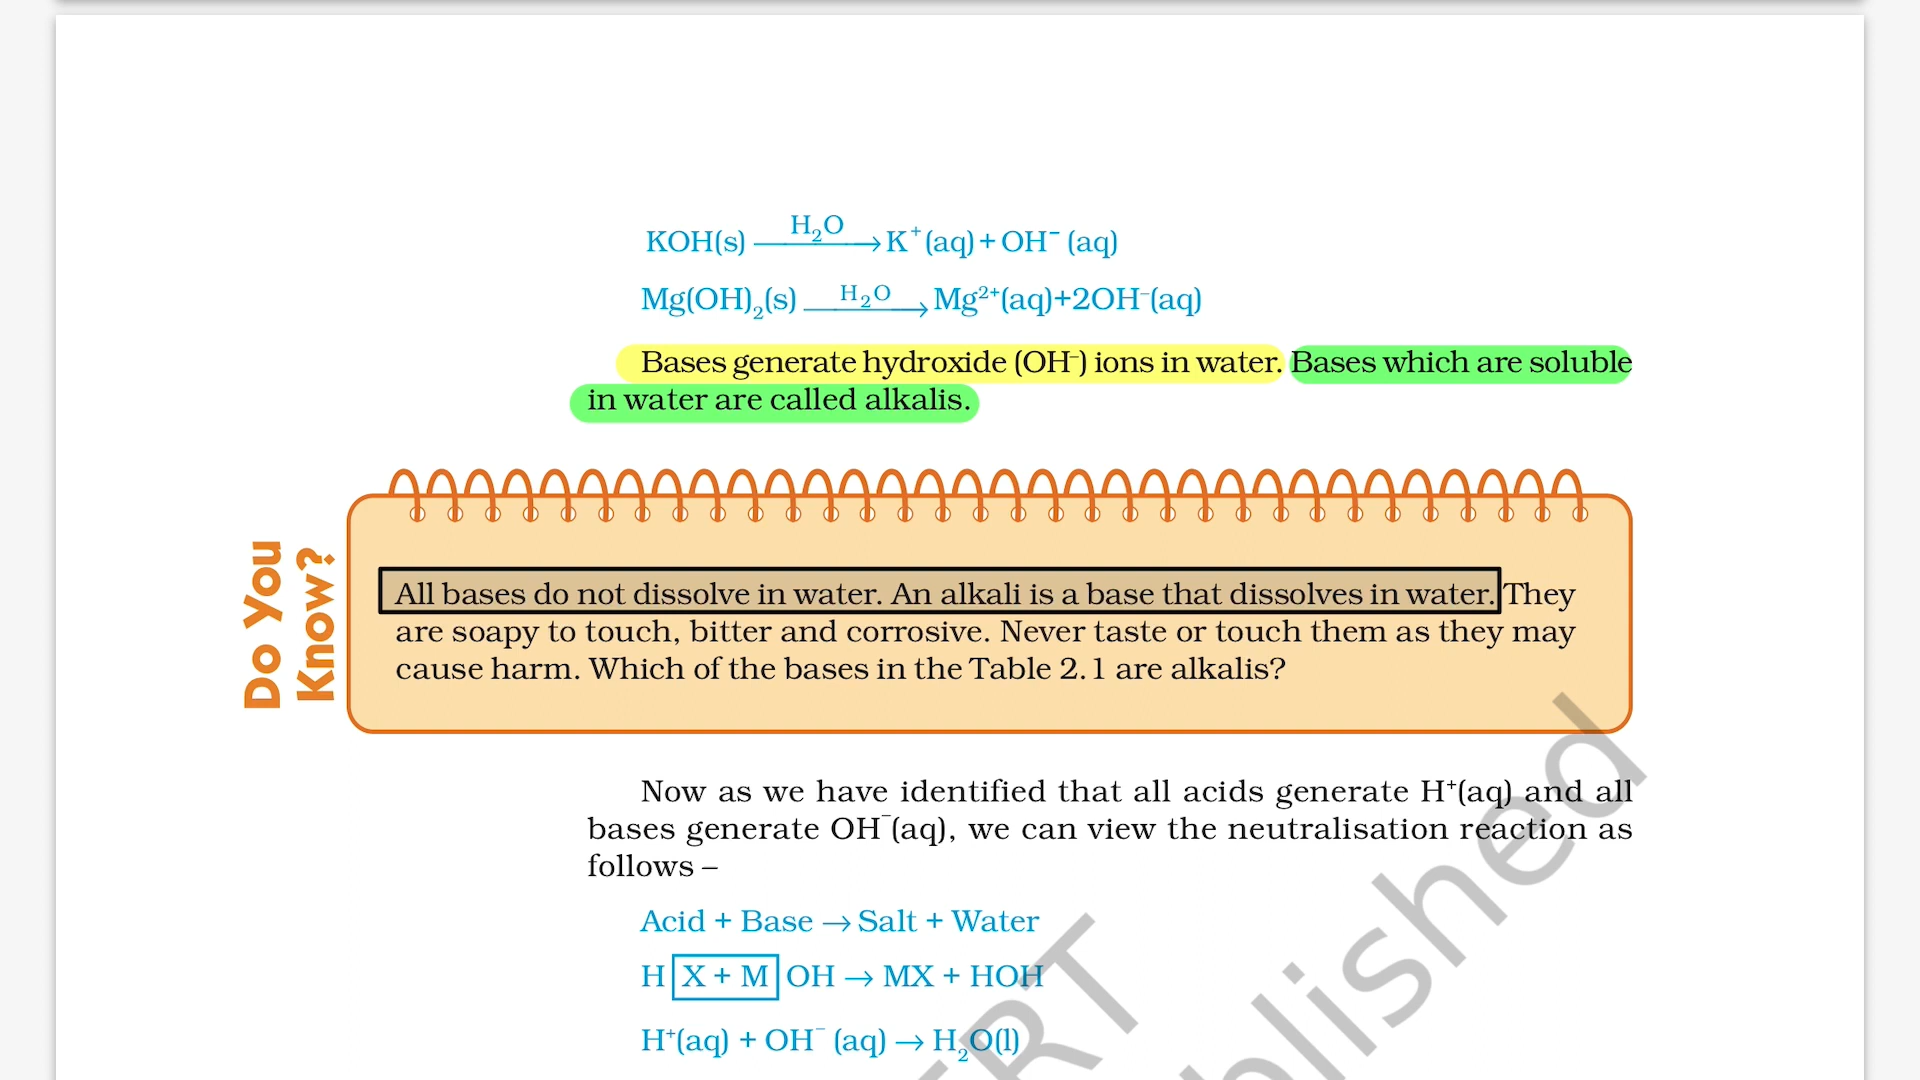 KOH(s) H₂O → K⁺(aq) + OH⁻ (aq)
Mg(OH)₂(s) H₂O → Mg²⁺(aq)+2OH⁻(aq)
Bases generate hydroxide (OH⁻) ions in water. Bases which are soluble
in water are called alkalis.
Do You
Know?
All bases do not dissolve in water. An alkali is a base that dissolves in water. They
are soapy to touch, bitter and corrosive. Never taste or touch them as they may
cause harm. Which of the bases in the Table 2.1 are alkalis?
Now as we have identified that all acids generate H⁺(aq) and all
bases generate OH⁻(aq), we can view the neutralisation reaction as
follows –
Acid + Base → Salt + Water
H X + M OH → MX + HOH
H⁺(aq) + OH⁻ (aq) → H₂O(l)